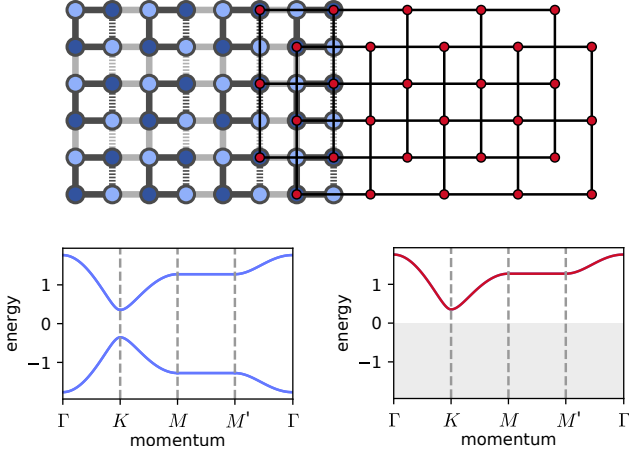 energy
1
0
−1
Γ K M M' Γ
momentum
energy
1
0
−1
Γ K M M' Γ
momentum